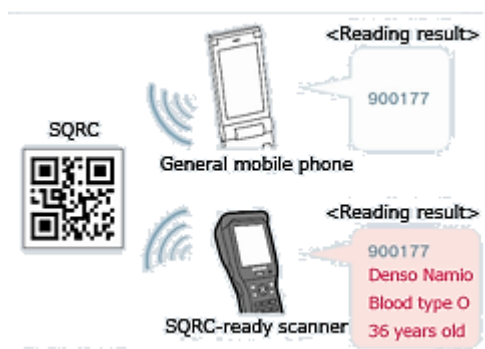 <Reading result>
900177
SQRC
General mobile phone
<Reading result>
900177
Denso Namio
Blood type O
36 years old
SQRC-ready scanner